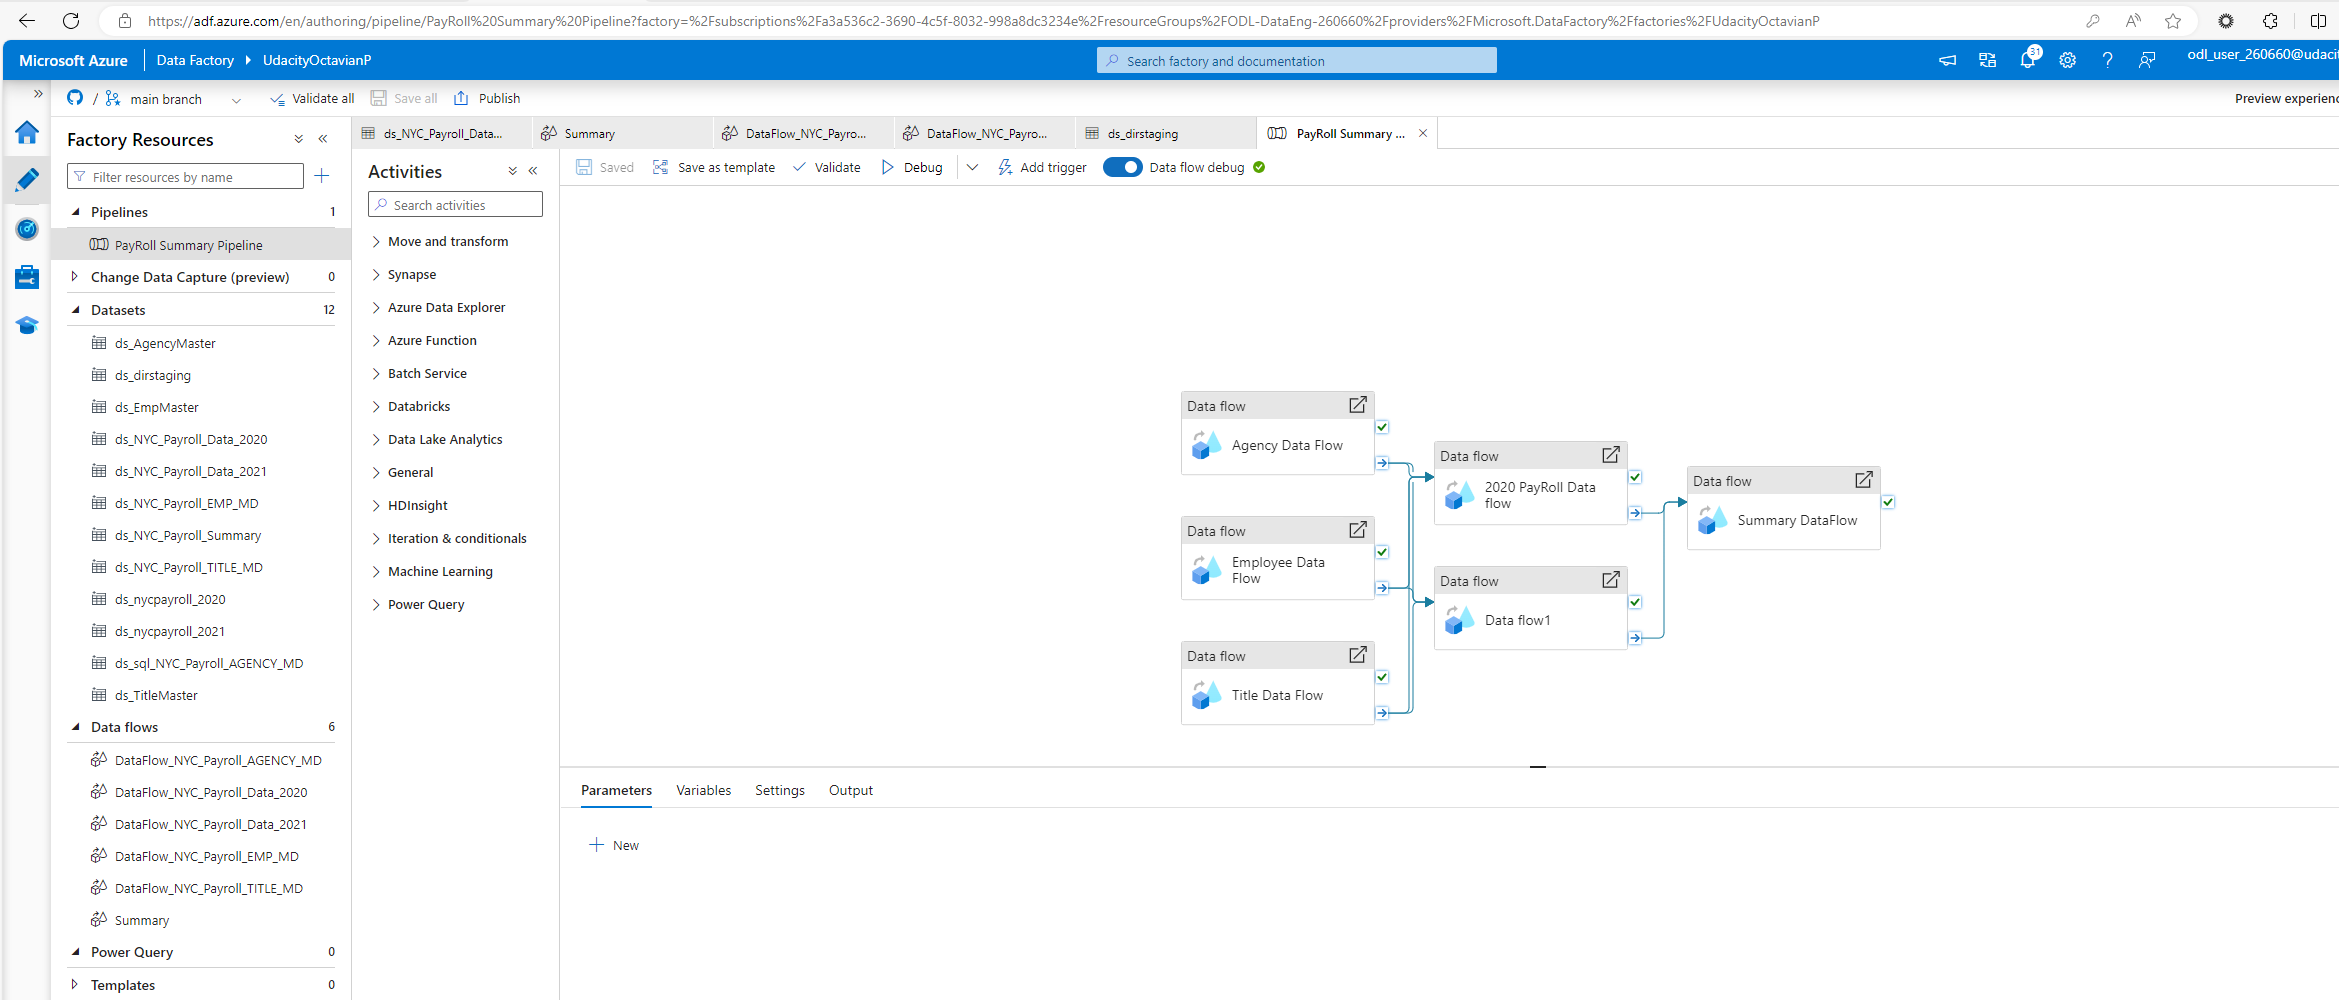 https://adf.azure.com/en/authoring/pipeline/PayRoll%20Summary%20Pipeline?factory=%2Fsubscriptions%2Fa3a536c2-3690-4c5f-8032-998a8dc3234e%2FresourceGroups%2FODL-DataEng-260660%2Fproviders%2FMicrosoft.DataFactory%2Ffactories%2FUdacityOctavianP
Microsoft Azure
Data Factory
UdacityOctavianP
Search factory and documentation
31
odl_user_260660@udacit
/
main branch
Validate all
Save all
Publish
Preview experienc
Factory Resources
Filter resources by name
Pipelines 1
PayRoll Summary Pipeline
Change Data Capture (preview) 0
Datasets 12
ds_AgencyMaster
ds_dirstaging
ds_EmpMaster
ds_NYC_Payroll_Data_2020
ds_NYC_Payroll_Data_2021
ds_NYC_Payroll_EMP_MD
ds_NYC_Payroll_Summary
ds_NYC_Payroll_TITLE_MD
ds_nycpayroll_2020
ds_nycpayroll_2021
ds_sql_NYC_Payroll_AGENCY_MD
ds_TitleMaster
Data flows 6
DataFlow_NYC_Payroll_AGENCY_MD
DataFlow_NYC_Payroll_Data_2020
DataFlow_NYC_Payroll_Data_2021
DataFlow_NYC_Payroll_EMP_MD
DataFlow_NYC_Payroll_TITLE_MD
Summary
Power Query 0
Templates 0
ds_NYC_Payroll_Data...
Summary
DataFlow_NYC_Payro...
DataFlow_NYC_Payro...
ds_dirstaging
PayRoll Summary ...
Activities
Search activities
Move and transform
Synapse
Azure Data Explorer
Azure Function
Batch Service
Databricks
Data Lake Analytics
General
HDInsight
Iteration & conditionals
Machine Learning
Power Query
Saved
Save as template
Validate
Debug
Add trigger
Data flow debug
Data flow
Agency Data Flow
Data flow
Employee Data
Flow
Data flow
Title Data Flow
Data flow
2020 PayRoll Data
flow
Data flow
Data flow1
Data flow
Summary DataFlow
Parameters
Variables
Settings
Output
New